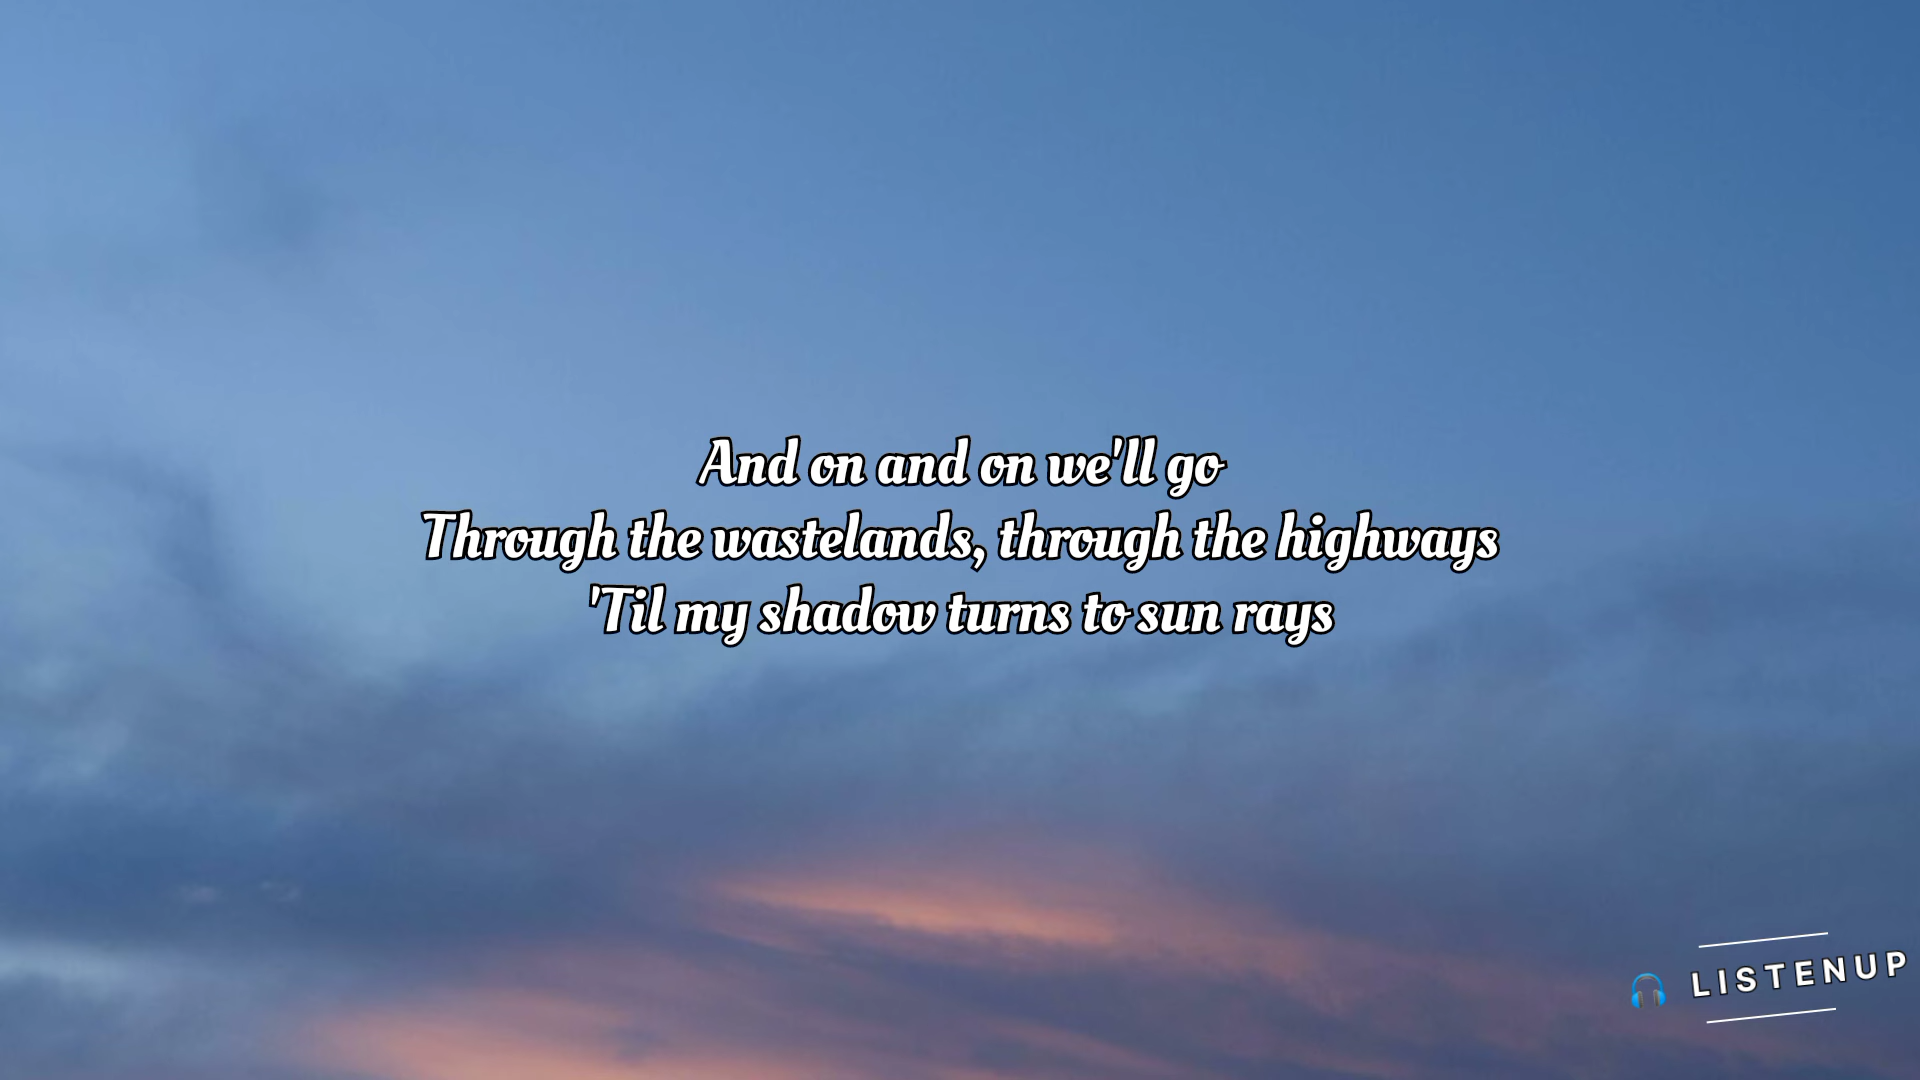 And on and on we'll go
Through the wastelands, through the highways
'Til my shadow turns to sun rays
🎧 LISTENUP